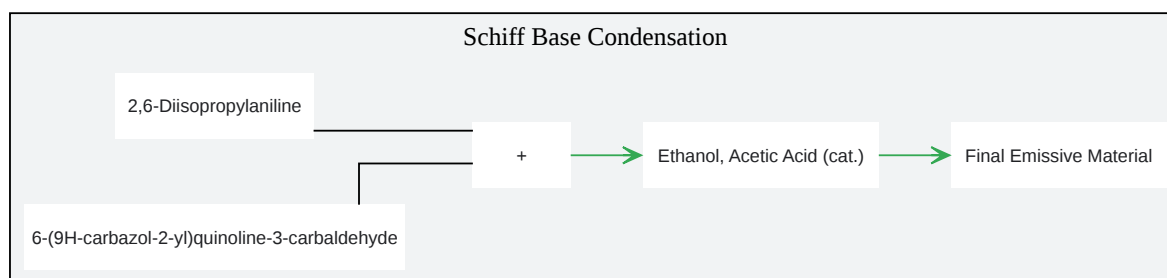 Schiff Base Condensation
2,6-Diisopropylaniline
+
Ethanol, Acetic Acid (cat.)
Final Emissive Material
6-(9H-carbazol-2-yl)quinoline-3-carbaldehyde